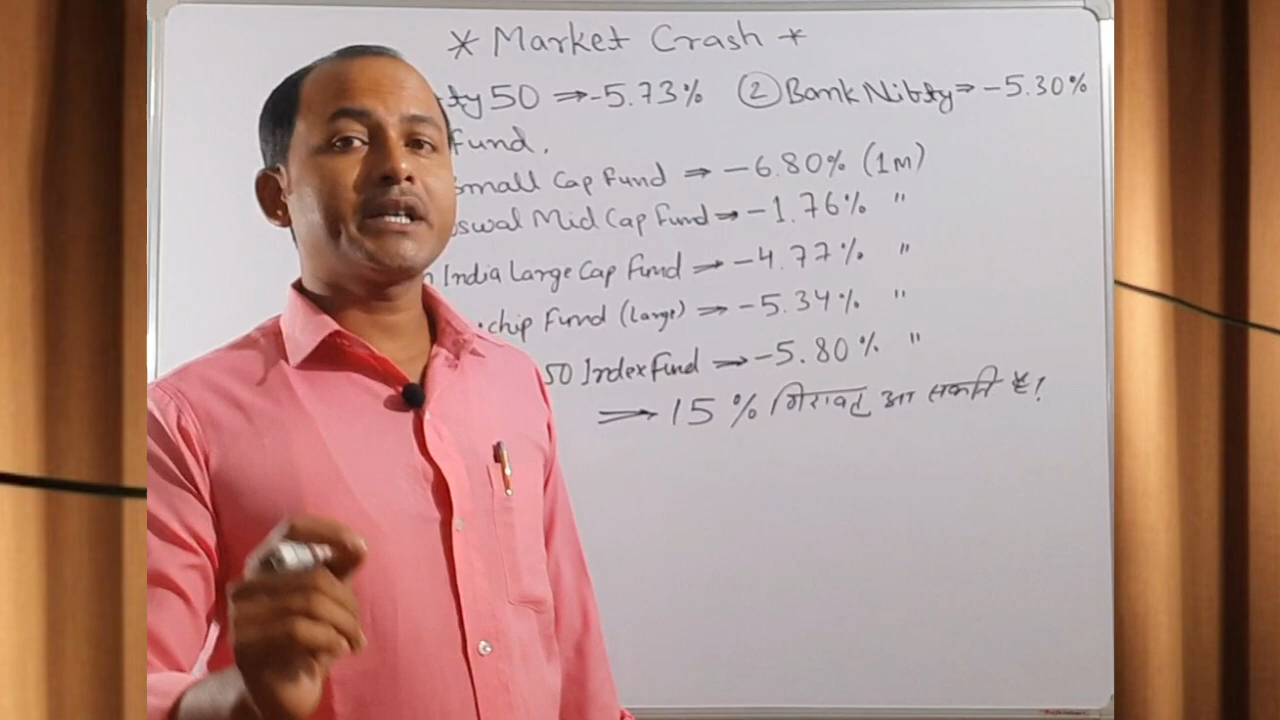 * Market Crash *
ty 50 ⇒ -5.73% ② Bank Nifty ⇒ -5.30%
fund.
Small Cap Fund ⇒ -6.80% (1m)
oswal Mid Cap Fund ⇒ -1.76% "
India Large Cap Fund ⇒ -4.77% "
chip Fund (Large) ⇒ -5.34% "
50 Index Fund ⇒ -5.80% "
⇒ 15% गिरावट आ सकती है!